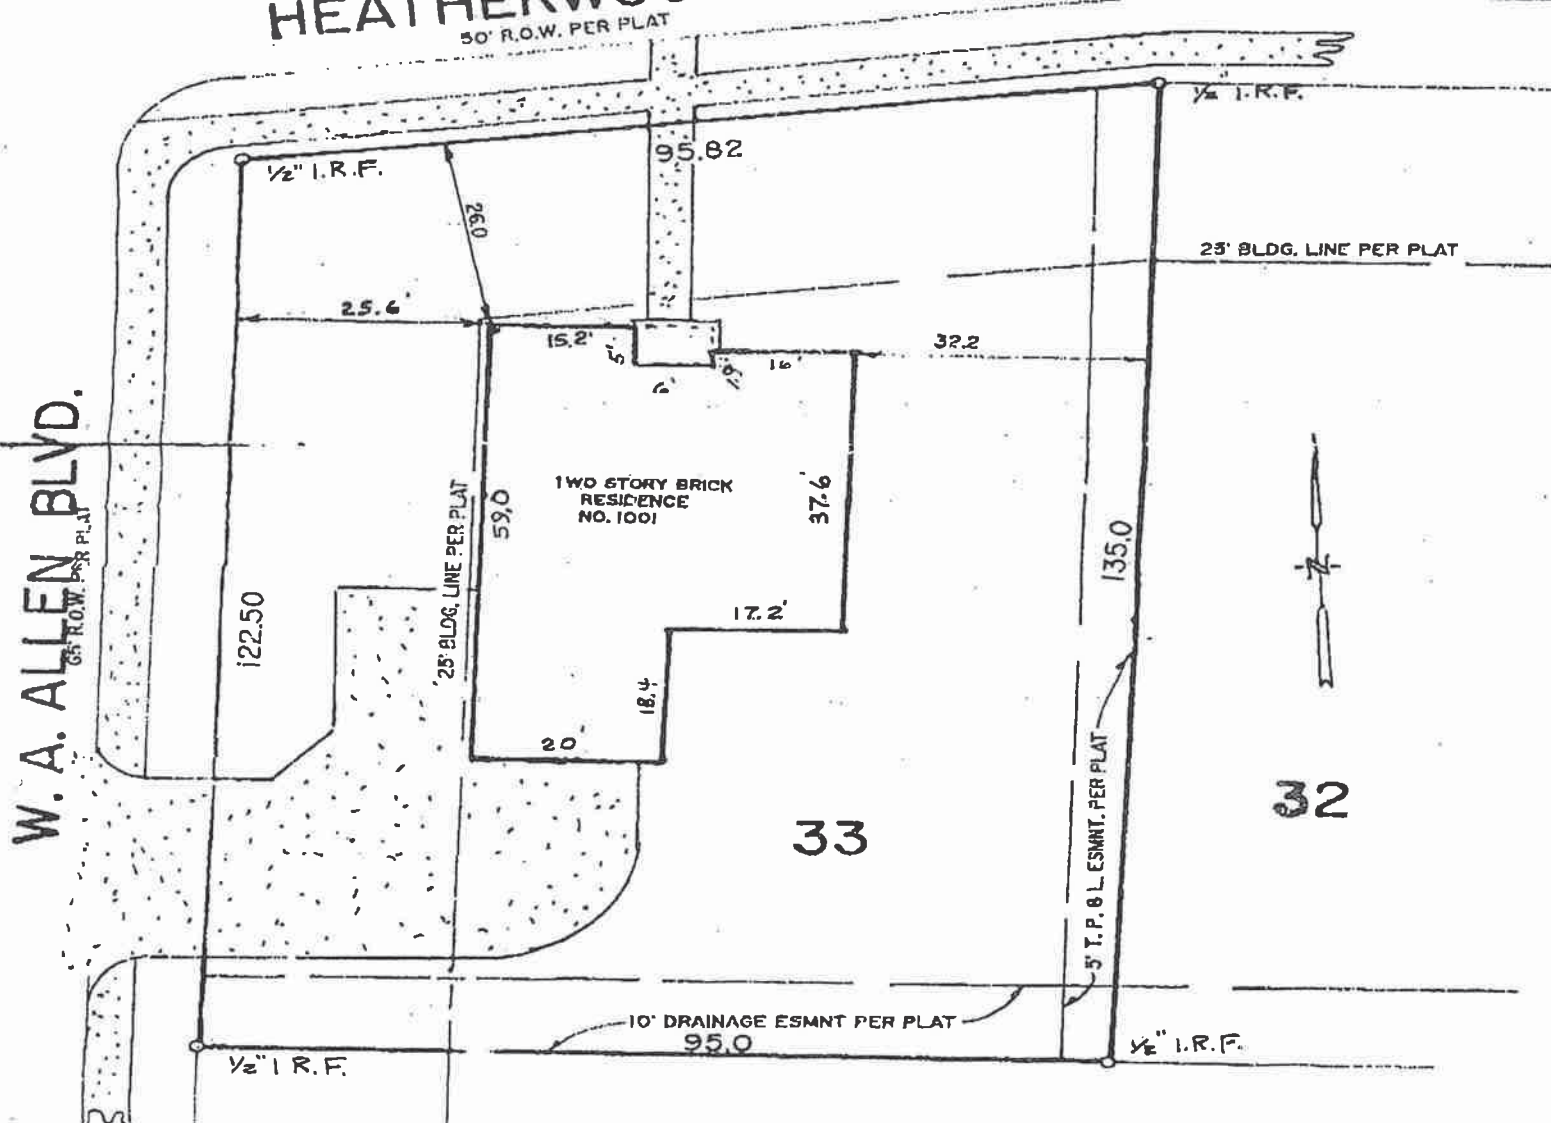 50' R.O.W. PER PLAT
½" I.R.F.
95.82
½" I.R.F.
26.0
25' BLDG. LINE PER PLAT
25.6'
15.2'
5'
6'
1.9'
16'
32.2
W. A. ALLEN BLVD.
65' R.O.W. PER PLAT
TWO STORY BRICK
RESIDENCE
NO. 1001
59.0
37.6'
25' BLDG. LINE PER PLAT
122.50
135.0
N
17.2'
18.4
20'
33
32
5' T.P. & L. ESMNT. PER PLAT
10' DRAINAGE ESMNT PER PLAT
95.0
½" I.R.F.
½" I.R.F.